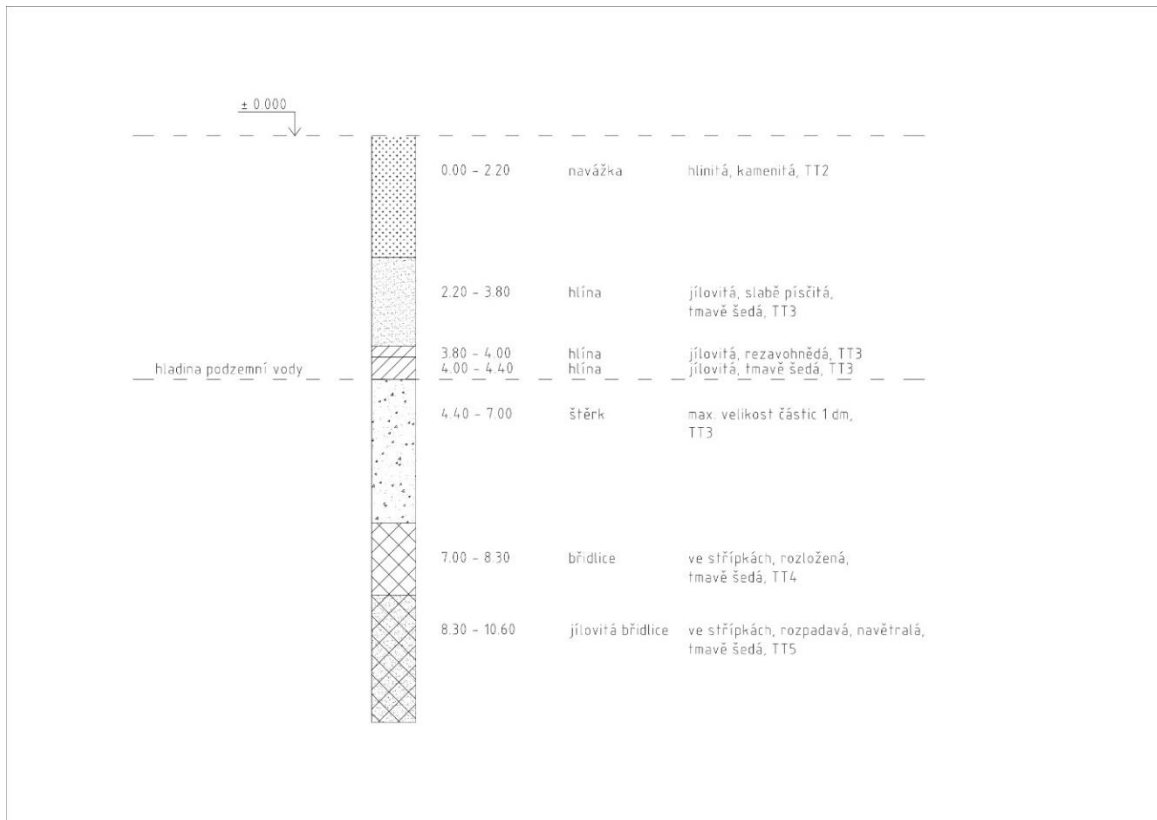 ± 0.000
0.00 – 2.20 navážka hlinitá, kamenitá, TT2
2.20 – 3.80 hlína jílovitá, slabě písčitá,
tmavě šedá, TT3
3.80 – 4.00 hlína jílovitá, rezavohnědá, TT3
hladina podzemní vody 4.00 – 4.40 hlína jílovitá, tmavě šedá, TT3
4.40 – 7.00 štěrk max. velikost částic 1 dm,
TT3
7.00 – 8.30 břidlice ve střípkách, rozložená,
tmavě šedá, TT4
8.30 – 10.60 jílovitá břidlice ve střípkách, rozpadavá, navětralá,
tmavě šedá, TT5